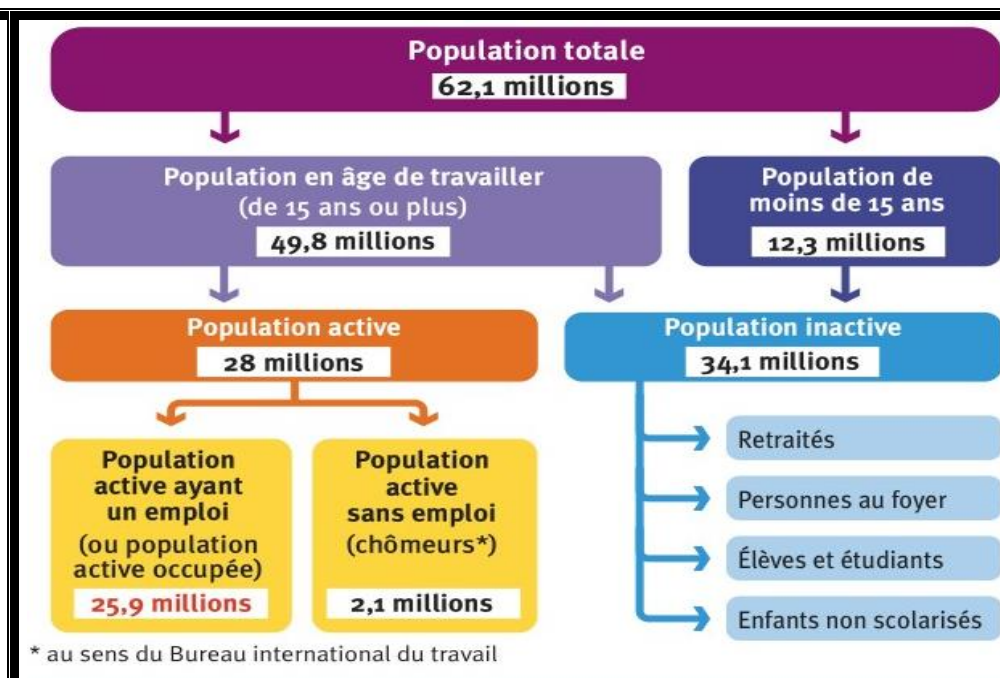 Population totale
62,1 millions
Population en âge de travailler
(de 15 ans ou plus)
49,8 millions
Population de
moins de 15 ans
12,3 millions
Population active
28 millions
Population inactive
34,1 millions
Population
active ayant
un emploi
(ou population
active occupée)
25,9 millions
Population
active
sans emploi
(chômeurs*)
2,1 millions
Retraités
Personnes au foyer
Élèves et étudiants
Enfants non scolarisés
* au sens du Bureau international du travail